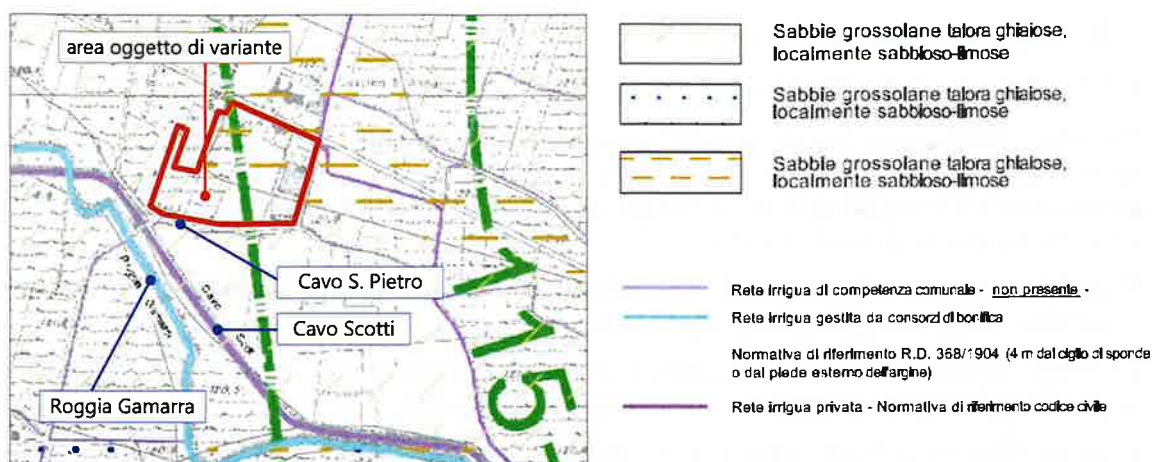 area oggetto di variante
Cavo S. Pietro
Cavo Scotti
Roggia Gamarra
115
Sabbie grossolane talora ghiaiose,
localmente sabbioso-limose
Sabbie grossolane talora ghiaiose,
localmente sabbioso-limose
Sabbie grossolane talora ghiaiose,
localmente sabbioso-limose
Rete irrigua di competenza comunale - non presente -
Rete irrigua gestita da consorzi di bonifica
Normativa di riferimento R.D. 368/1904 (4 m dal ciglio di sponda
o dal piede esterno dell'argine)
Rete irrigua privata - Normativa di riferimento codice civile